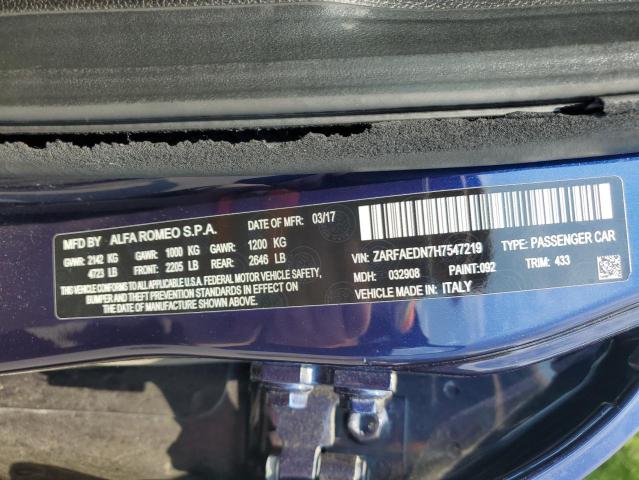 MFD BY ALFA ROMEO S.P.A. DATE OF MFR: 03/17
GAWR: 2142 KG GAWR: 1000 KG GAWR: 1200 KG
4723 LB FRONT: 2205 LB REAR: 2646 LB
THIS VEHICLE CONFORMS TO ALL APPLICABLE U.S.A. FEDERAL MOTOR VEHICLE SAFETY,
BUMPER AND THEFT PREVENTION STANDARDS IN EFFECT ON
THE DATE OF MANUFACTURE SHOWN ABOVE.
VIN: ZARFAEDN7H7547219 TYPE: PASSENGER CAR
MDH: 032908 PAINT:092 TRIM: 433
VEHICLE MADE IN: ITALY